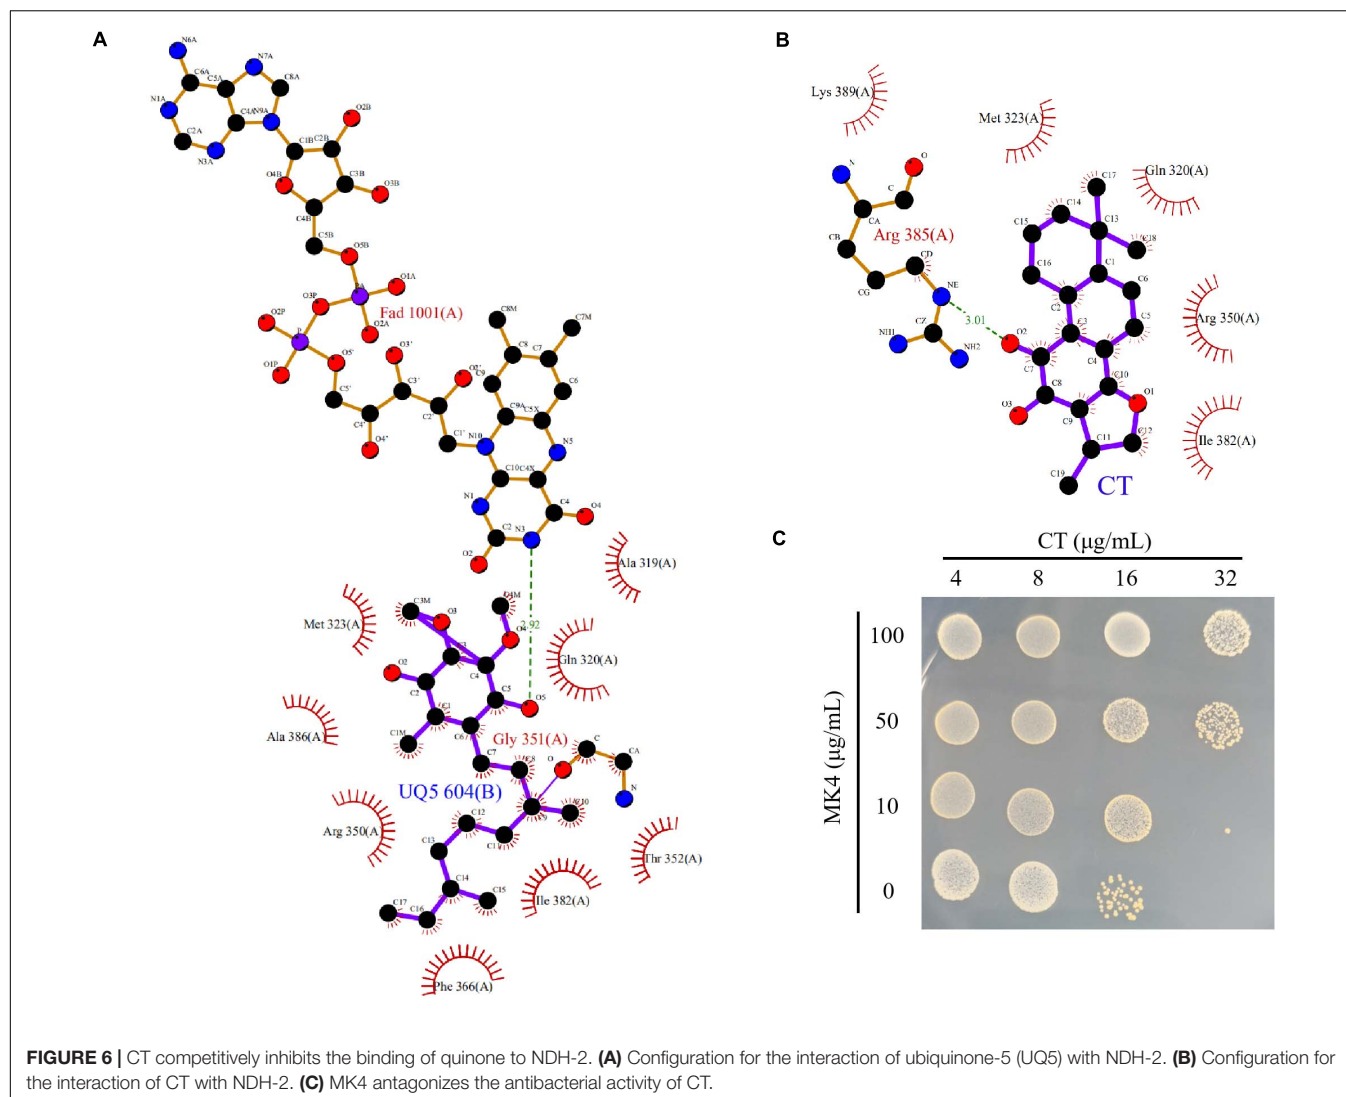 A
N6A
N7A
C6A
C5A
C8A
N1A
C4A
N9A
O2B
C2A
N3A
C1B
C2B
O4B
C3B
O3B
C4B
C5B
O5B
O1A
O3P
PA
O2P
Fad 1001(A)
O2A
P
O1P
O5'
O3'
C8M
C7M
C8
C7
C5'
C3'
O2'
C9
C6
C4'
C2'
C9A
C5X
O4'
C1'
N10
N5
C10
C4X
N1
C4
O4
C2
N3
O2
Ala 319(A)
C3M
O4M
Met 323(A)
O3
O4
2.92
C3
Gln 320(A)
O2
C4
C2
C5
O5
C1
Ala 386(A)
C1M
C6
Gly 351(A)
C7
C8
O
C
CA
UQ5 604(B)
N
C9
C10
Arg 350(A)
C12
C11
C13
Thr 352(A)
C14
C15
Ile 382(A)
C17
C16
Phe 366(A)
B
Lys 389(A)
Met 323(A)
Gln 320(A)
N
O
C
C17
C14
CA
C15
C13
C18
Arg 385(A)
CB
CD
C16
C1
C6
CG
NE
C2
Arg 350(A)
3.01
C5
CZ
O2
C3
NH1
NH2
C4
C7
C10
C8
O1
O3
C9
C11
C12
Ile 382(A)
C19
CT
C
CT (μg/mL)
4 8 16 32
MK4 (μg/mL)
100
50
10
0
FIGURE 6 | CT competitively inhibits the binding of quinone to NDH-2. (A) Configuration for the interaction of ubiquinone-5 (UQ5) with NDH-2. (B) Configuration for
the interaction of CT with NDH-2. (C) MK4 antagonizes the antibacterial activity of CT.